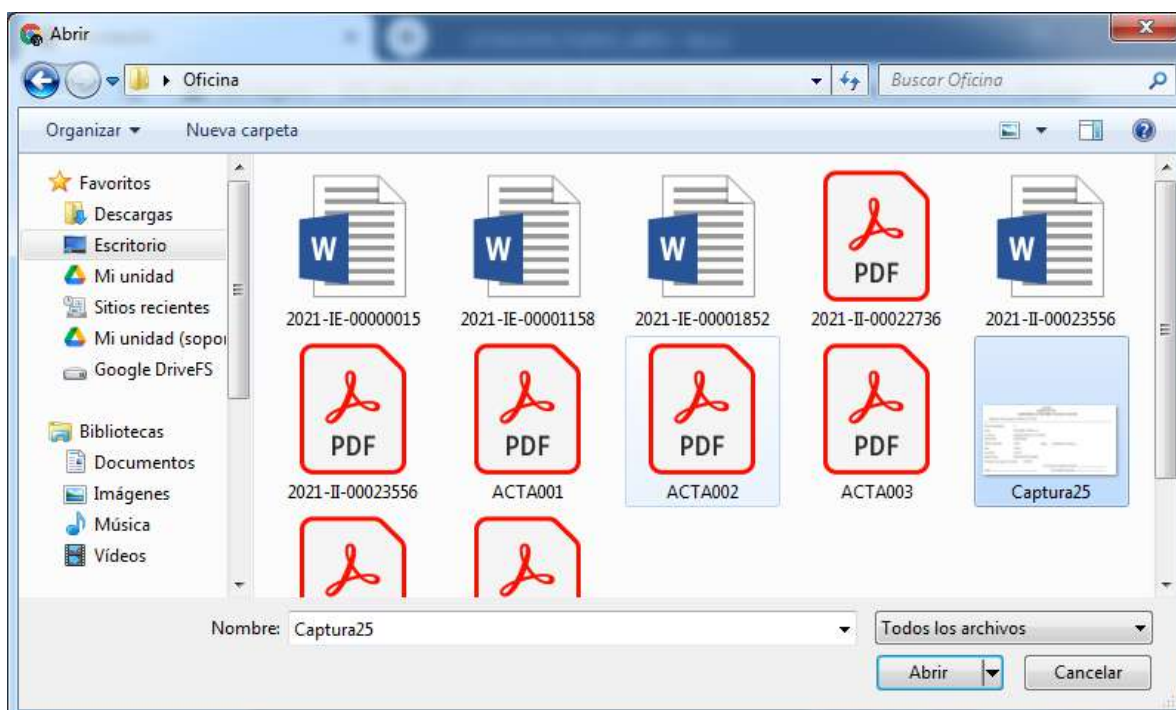 Abrir
Oficina
Buscar Oficina
Organizar
Nueva carpeta
Favoritos
Descargas
Escritorio
Mi unidad
Sitios recientes
Mi unidad (sopor
Google DriveFS
Bibliotecas
Documentos
Imágenes
Música
Vídeos
W W W PDF W
2021-IE-00000015 2021-IE-00001158 2021-IE-00001852 2021-II-00022736 2021-II-00023556
PDF PDF PDF PDF
2021-II-00023556 ACTA001 ACTA002 ACTA003 Captura25
Nombre: Captura25
Todos los archivos
Abrir
Cancelar